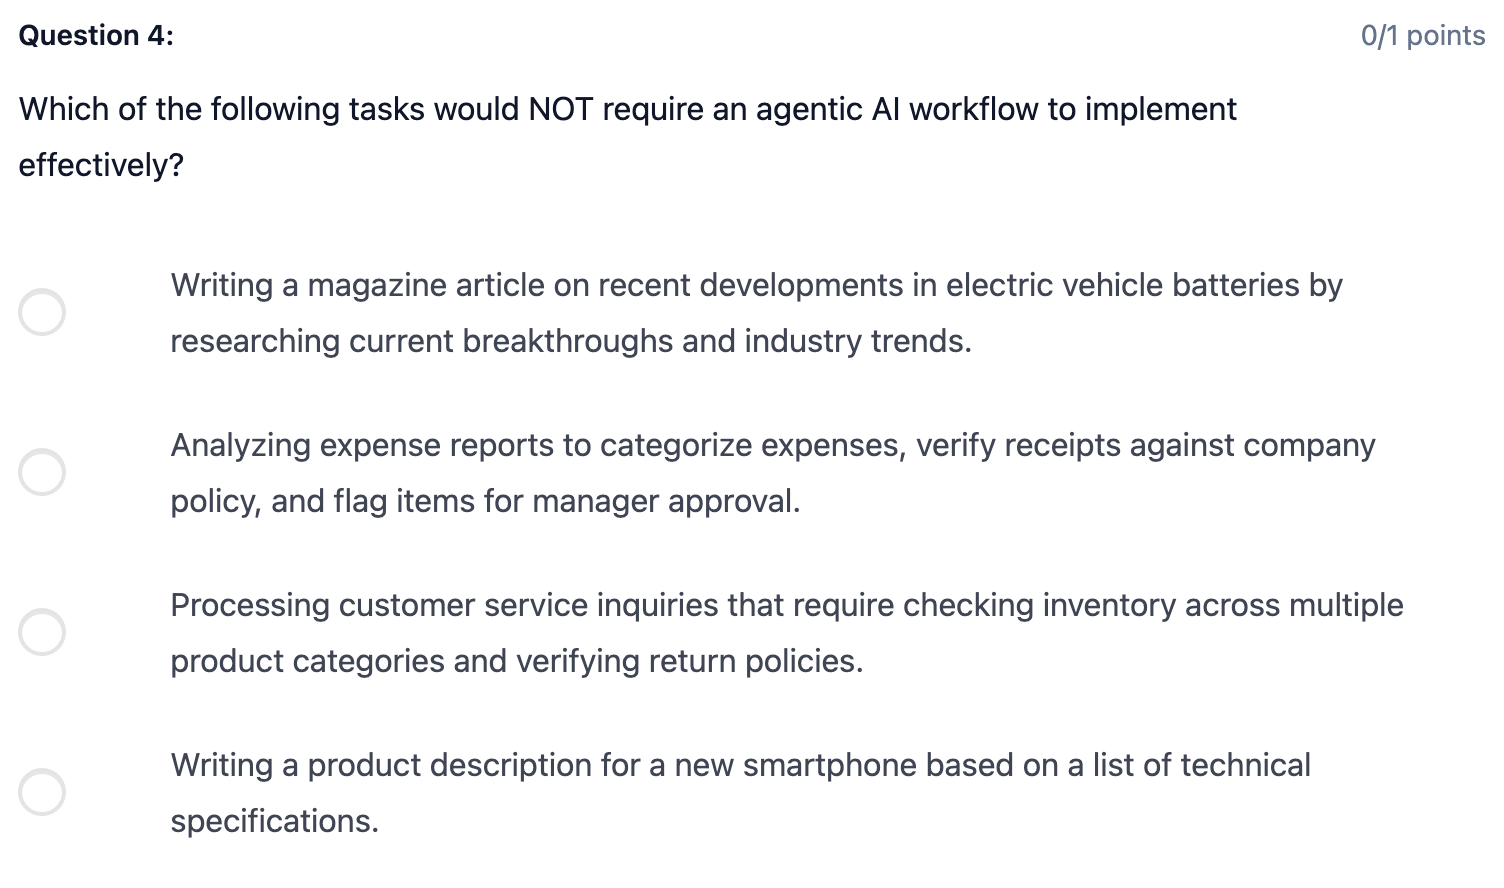 Question 4:
0/1 points
Which of the following tasks would NOT require an agentic AI workflow to implement
effectively?
Writing a magazine article on recent developments in electric vehicle batteries by
researching current breakthroughs and industry trends.
Analyzing expense reports to categorize expenses, verify receipts against company
policy, and flag items for manager approval.
Processing customer service inquiries that require checking inventory across multiple
product categories and verifying return policies.
Writing a product description for a new smartphone based on a list of technical
specifications.